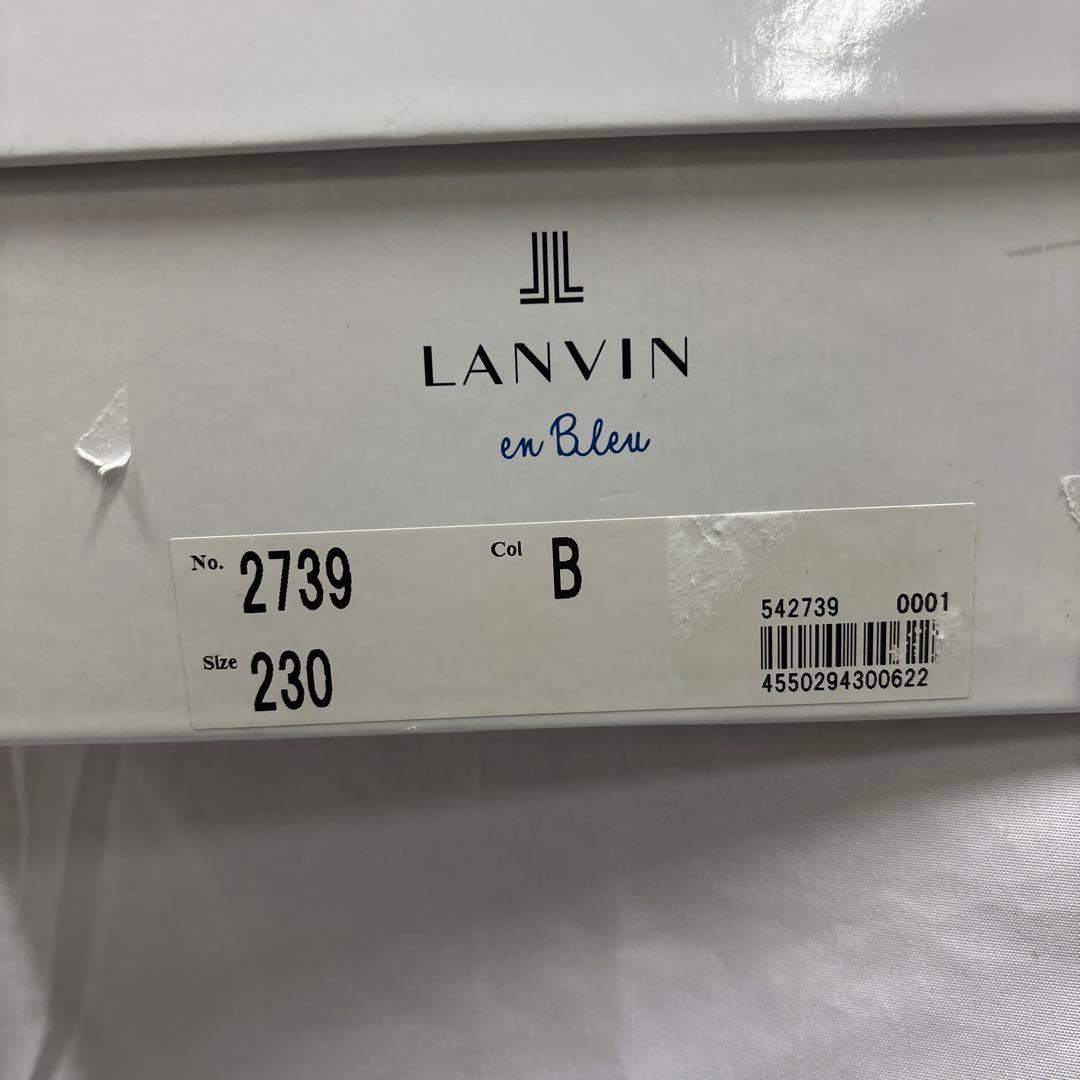 LANVIN
en Bleu
No. 2739 Col B
Size 230
542739 0001
4550294300622